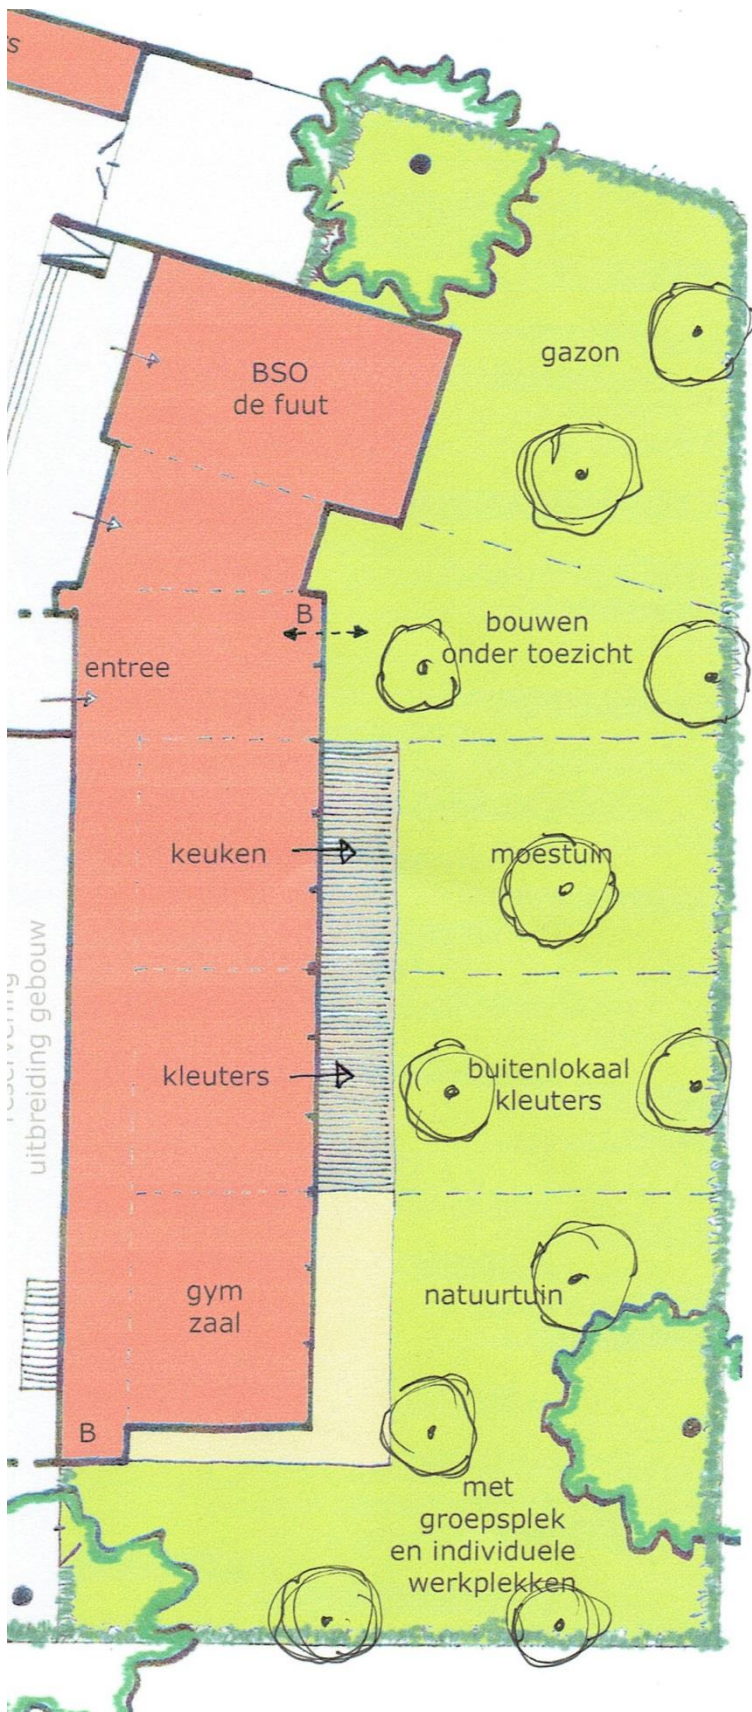 BSO
de fuut
gazon
B
bouwen
onder toezicht
entree
keuken
moestuin
uitbreiding gebouw
kleuters
buitenlokaal
kleuters
gym
zaal
natuurtuin
B
met
groepsplek
en individuele
werkplekken